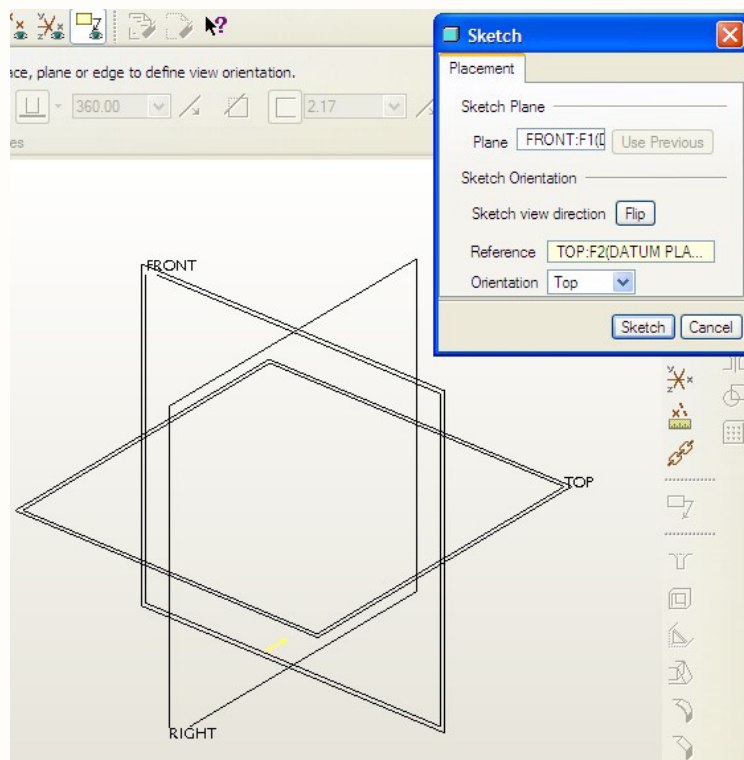 Sketch
ace, plane or edge to define view orientation.
360.00
2.17
es
Placement
Sketch Plane
Plane FRONT:F1(D Use Previous
Sketch Orientation
Sketch view direction Flip
Reference TOP:F2(DATUM PLA...
Orientation Top
Sketch Cancel
FRONT
TOP
RIGHT